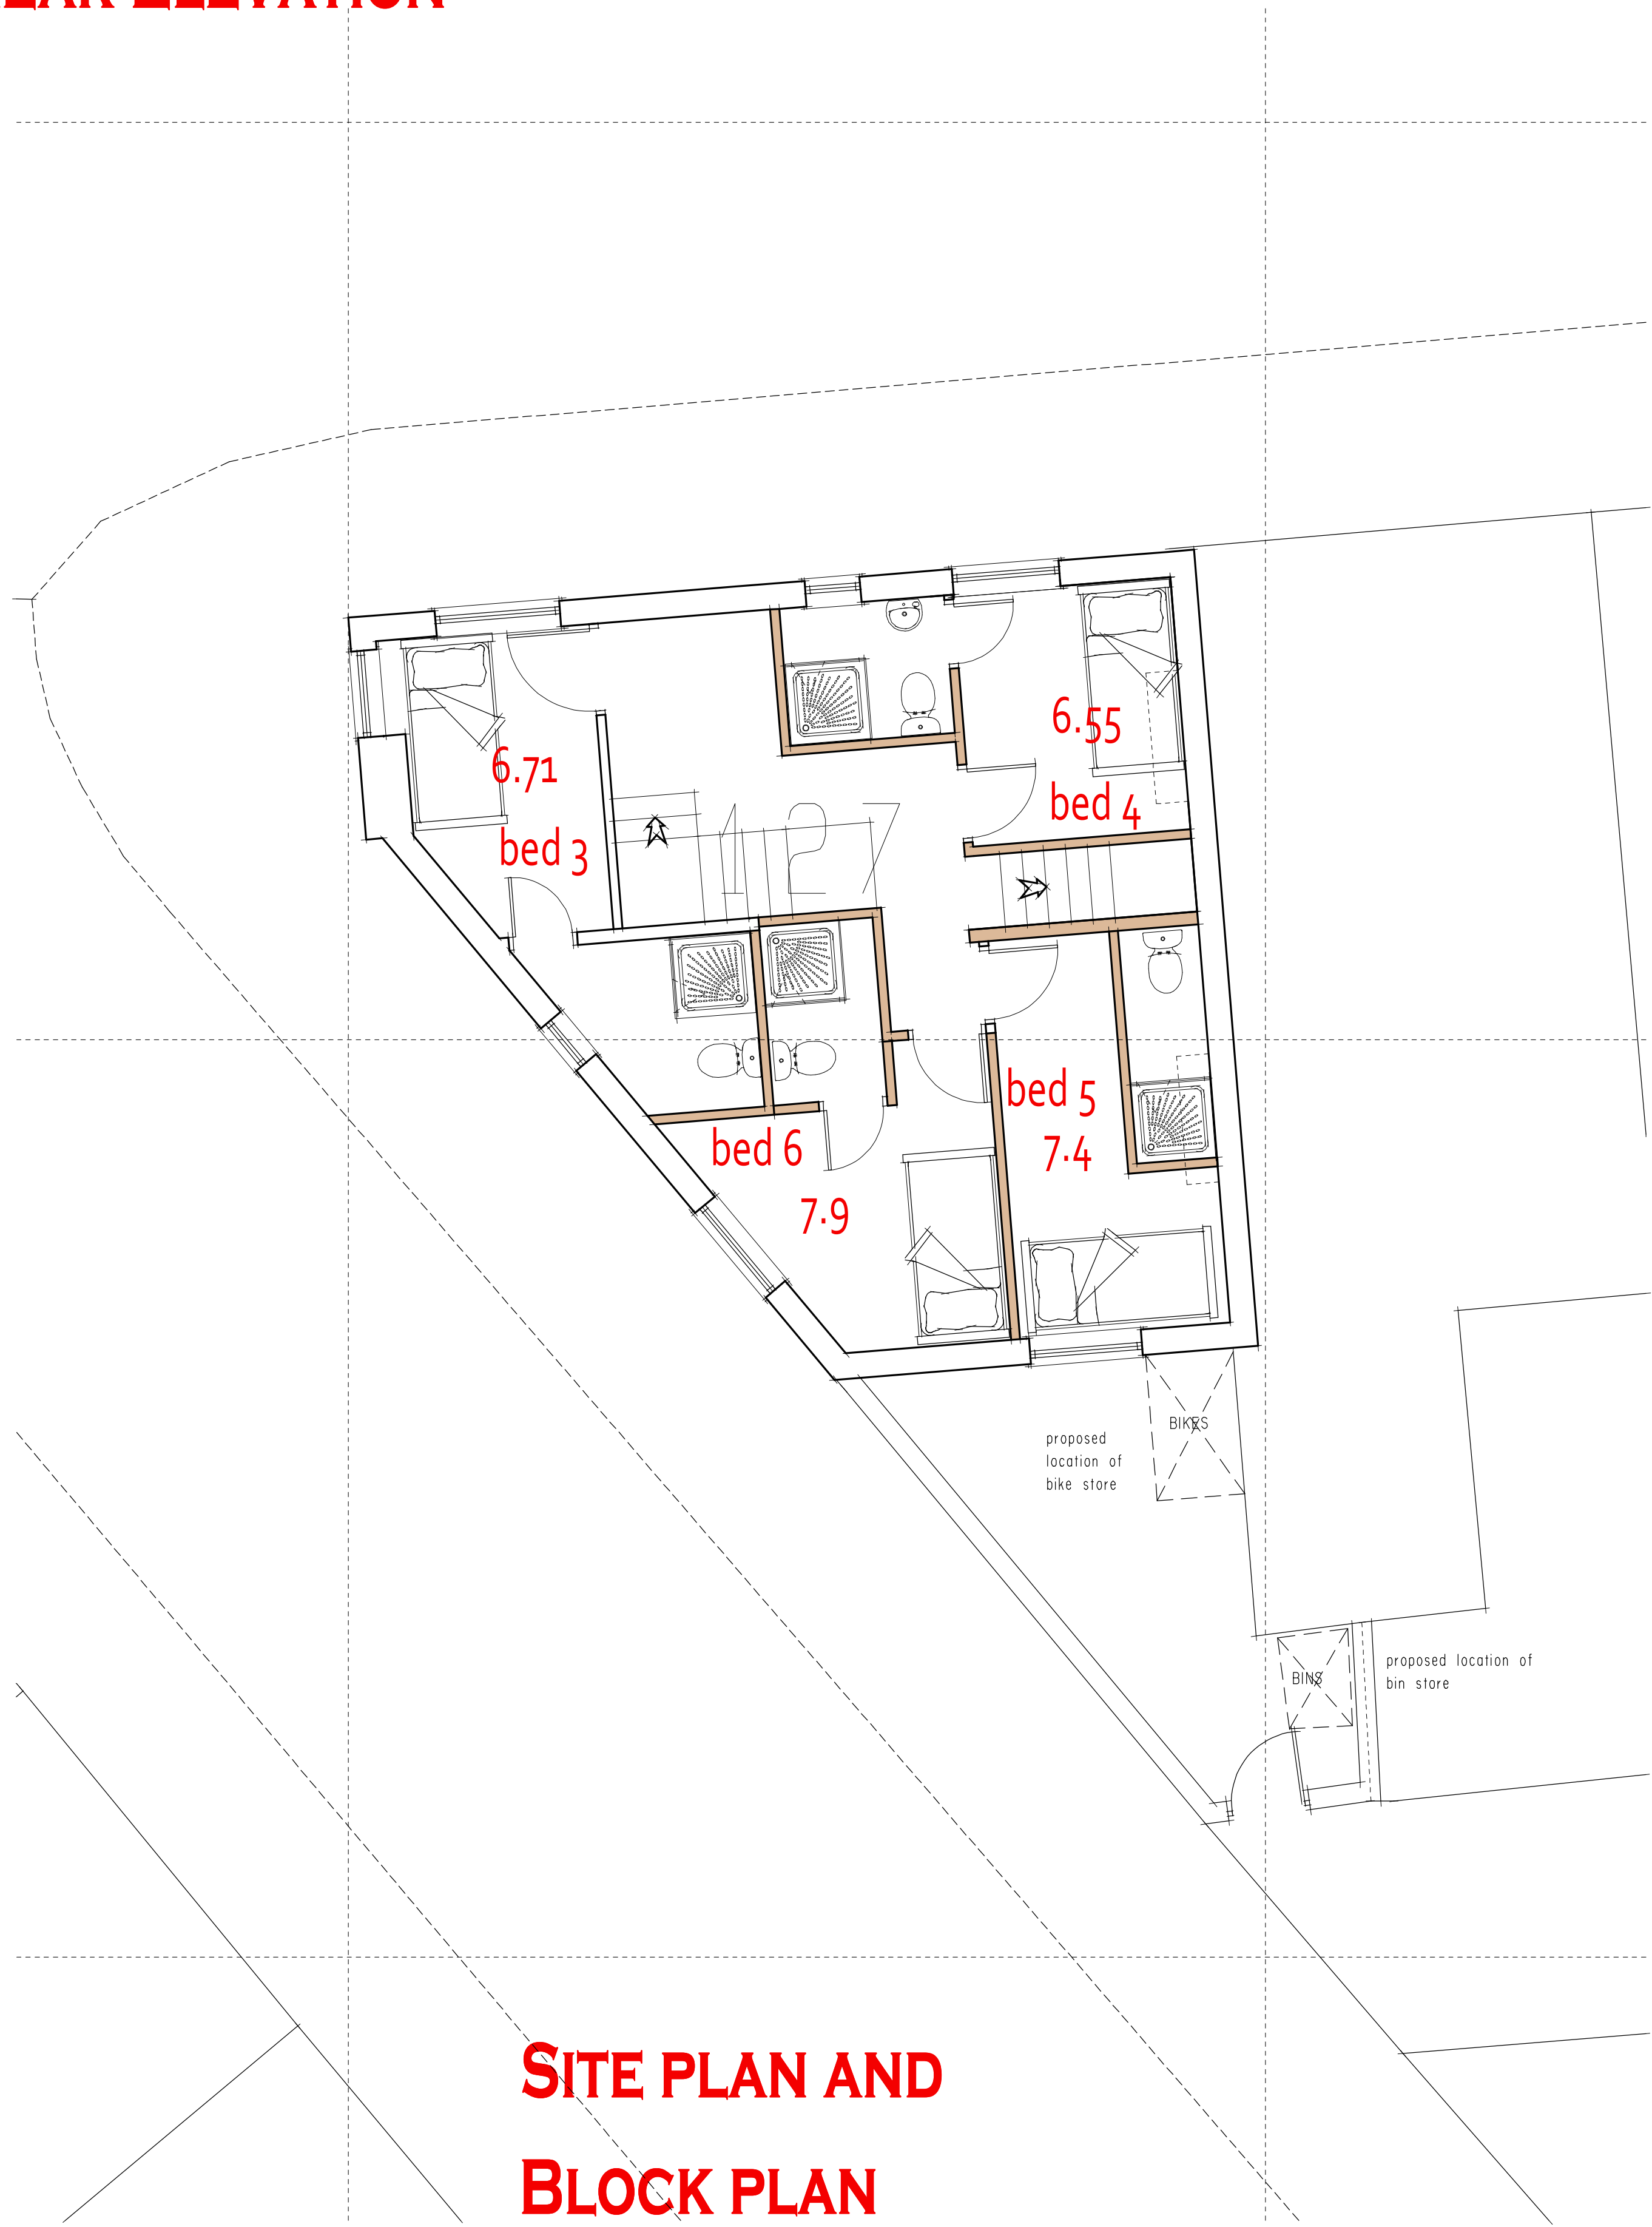 6.55
6.71
bed 4
127
bed 3
bed 5
bed 6
7.4
7.9
BIKES
proposed
location of
bike store
proposed location of
bin store
BINS
SITE PLAN AND
BLOCK PLAN